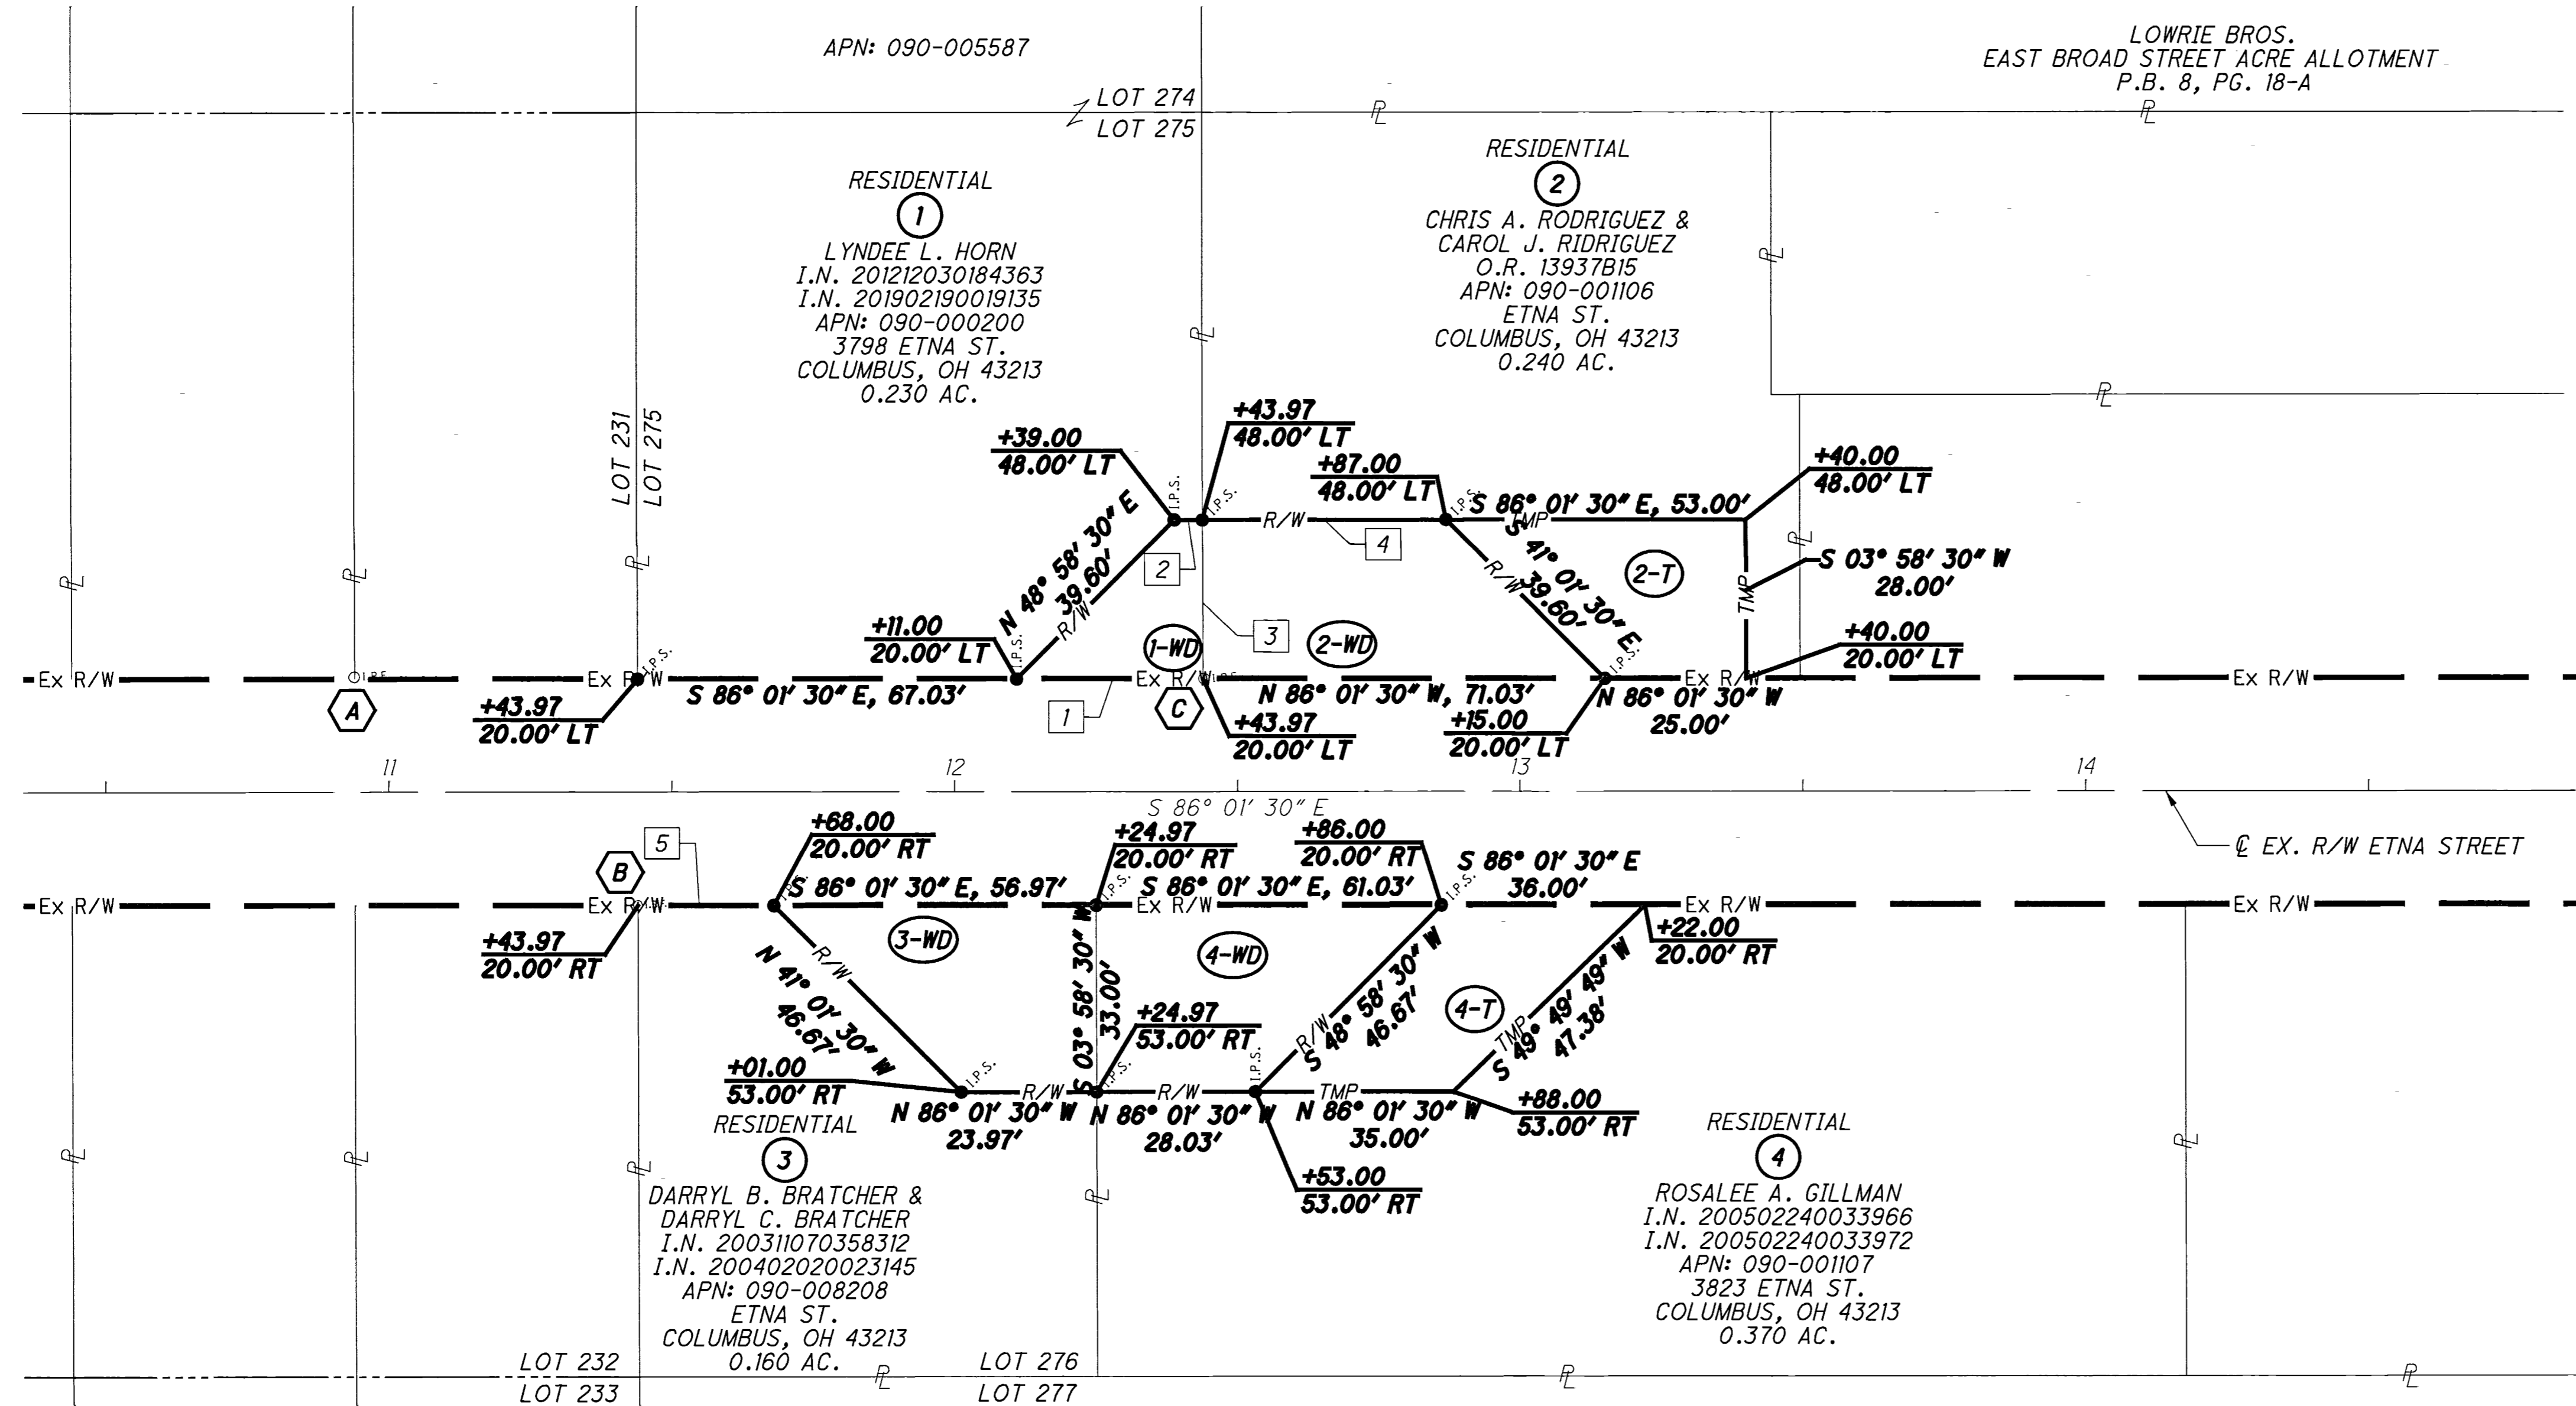 APN: 090-005587
LOWRIE BROS.
EAST BROAD STREET ACRE ALLOTMENT
P.B. 8, PG. 18-A
LOT 274
LOT 275
RESIDENTIAL
1
LYNDEE L. HORN
I.N. 201212030184363
I.N. 201902190019135
APN: 090-000200
3798 ETNA ST.
COLUMBUS, OH 43213
0.230 AC.
RESIDENTIAL
2
CHRIS A. RODRIGUEZ &
CAROL J. RIDRIGUEZ
O.R. 13937B15
APN: 090-001106
ETNA ST.
COLUMBUS, OH 43213
0.240 AC.
LOT 231
LOT 275
+39.00
48.00' LT
+43.97
48.00' LT
+87.00
48.00' LT
+40.00
48.00' LT
I.P.S.
I.P.S.
I.P.S.
R/W
4
2
S 86° 01' 30" E, 53.00'
TMP
N 48° 58' 30" E
39.60'
R/W
S 41° 01' 30" E
39.60'
R/W
2-T
TMP
S 03° 58' 30" W
28.00'
+11.00
20.00' LT
I.P.S.
1-WD
3
2-WD
I.P.S.
+40.00
20.00' LT
Ex R/W
I.P.F.
Ex R/W
I.P.S.
Ex R/W
I.P.F.
Ex R/W
Ex R/W
A
+43.97
20.00' LT
S 86° 01' 30" E, 67.03'
1
C
N 86° 01' 30" W, 71.03'
+43.97
20.00' LT
+15.00
20.00' LT
N 86° 01' 30" W
25.00'
11
12
13
14
S 86° 01' 30" E
℄ EX. R/W ETNA STREET
B
5
+68.00
20.00' RT
+24.97
20.00' RT
+86.00
20.00' RT
I.P.S.
S 86° 01' 30" E, 56.97'
I.P.S.
S 86° 01' 30" E, 61.03'
I.P.S.
S 86° 01' 30" E
36.00'
Ex R/W
Ex R/W
I.P.F.
Ex R/W
Ex R/W
Ex R/W
+43.97
20.00' RT
3-WD
4-WD
+22.00
20.00' RT
R/W
N 41° 01' 30" W
46.67'
S 03° 58' 30" W
33.00'
+24.97
53.00' RT
R/W
S 48° 58' 30" W
46.67'
4-T
TMP
S 49° 49' 49" W
47.38'
+01.00
53.00' RT
I.P.S.
I.P.S.
I.P.S.
R/W
R/W
TMP
N 86° 01' 30" W
23.97'
N 86° 01' 30" W
28.03'
N 86° 01' 30" W
35.00'
+88.00
53.00' RT
+53.00
53.00' RT
RESIDENTIAL
3
DARRYL B. BRATCHER &
DARRYL C. BRATCHER
I.N. 200311070358312
I.N. 200402020023145
APN: 090-008208
ETNA ST.
COLUMBUS, OH 43213
0.160 AC.
RESIDENTIAL
4
ROSALEE A. GILLMAN
I.N. 200502240033966
I.N. 200502240033972
APN: 090-001107
3823 ETNA ST.
COLUMBUS, OH 43213
0.370 AC.
LOT 232
LOT 233
LOT 276
LOT 277